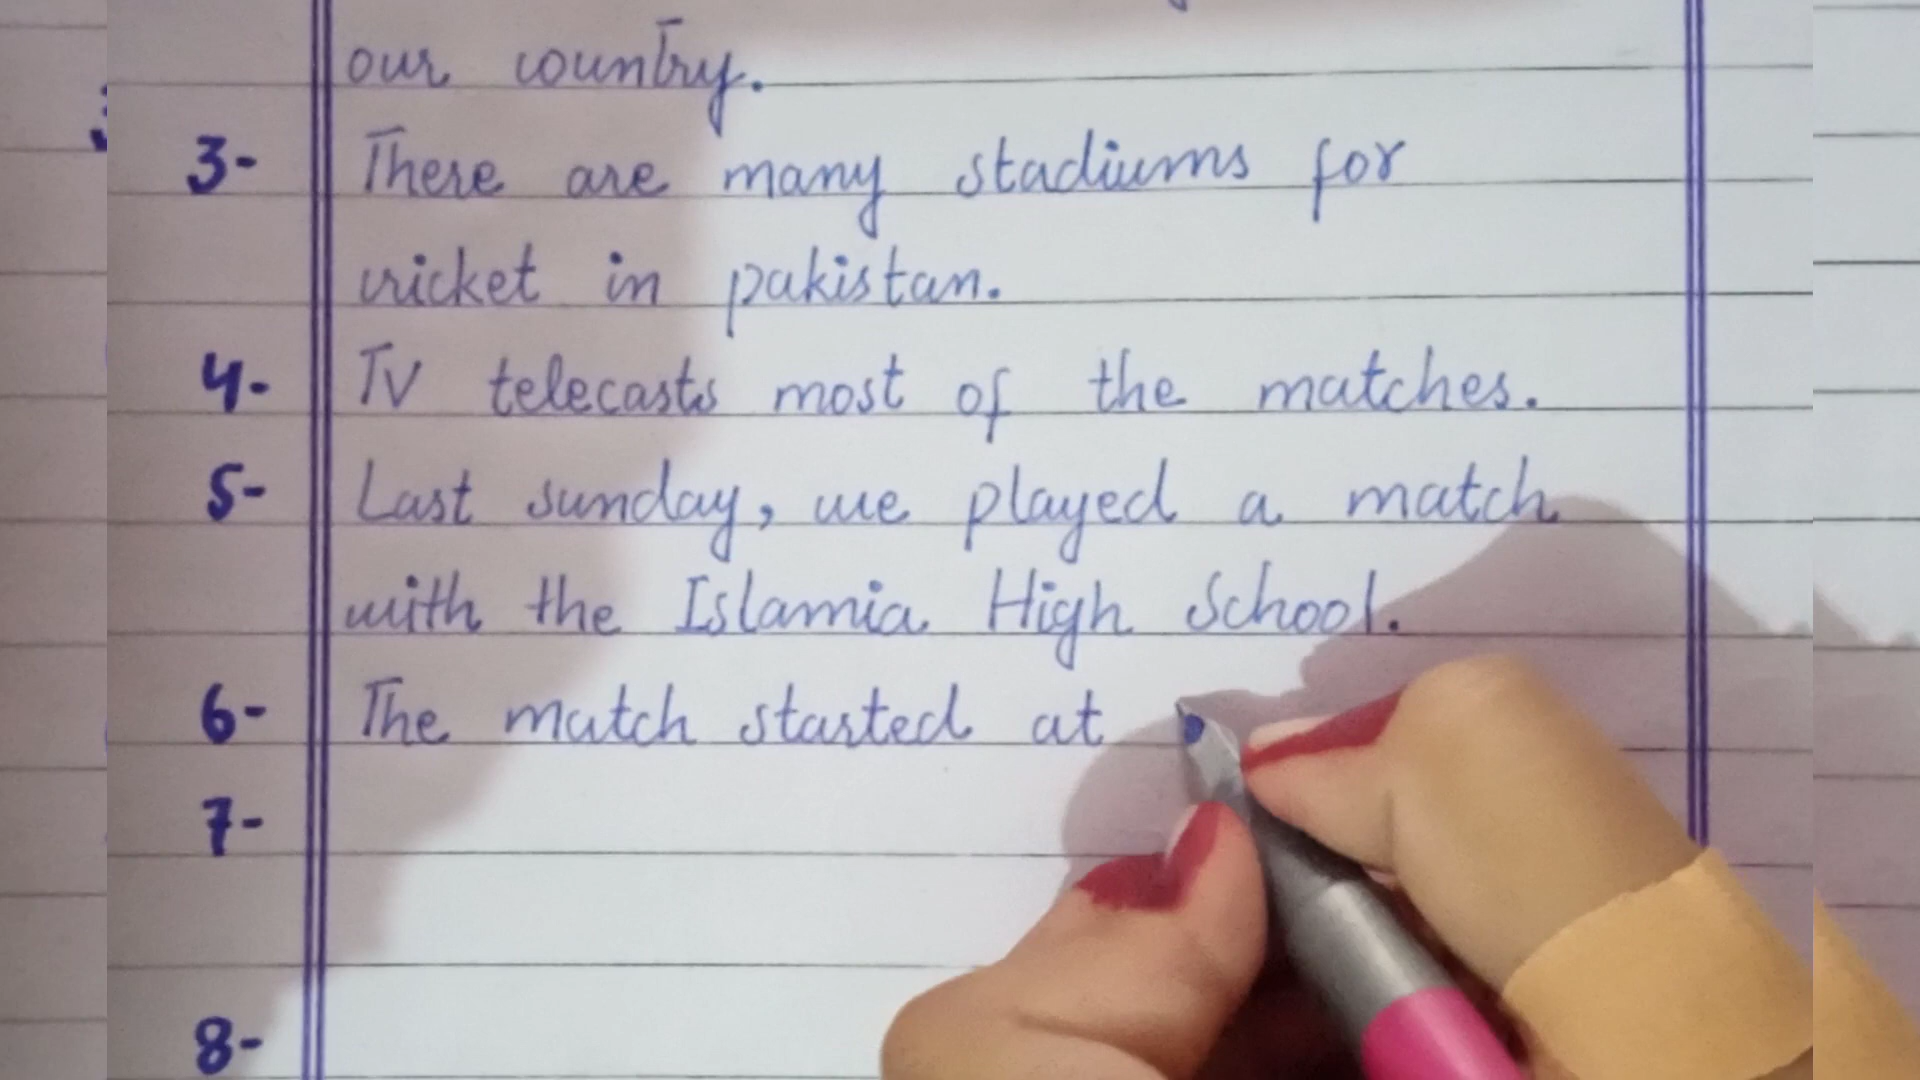 our country.
3- There are many stadiums for
cricket in pakistan.
4- TV telecasts most of the matches.
5- Last sunday, we played a match
with the Islamia High School.
6- The match started at
7-
8-